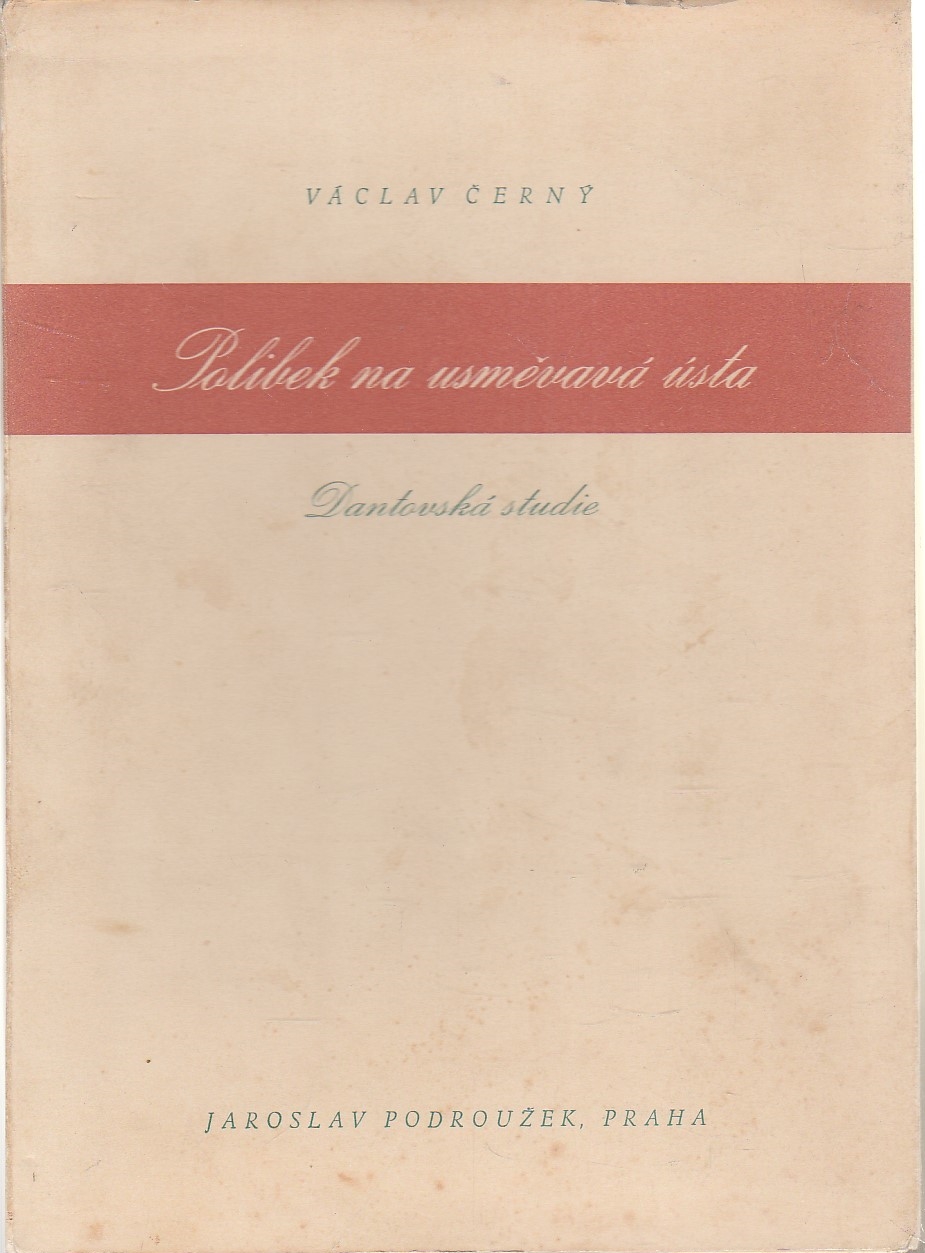 VÁCLAV ČERNÝ
Polibek na usměvavá ústa
Dantovská studie
JAROSLAV PODROUŽEK, PRAHA